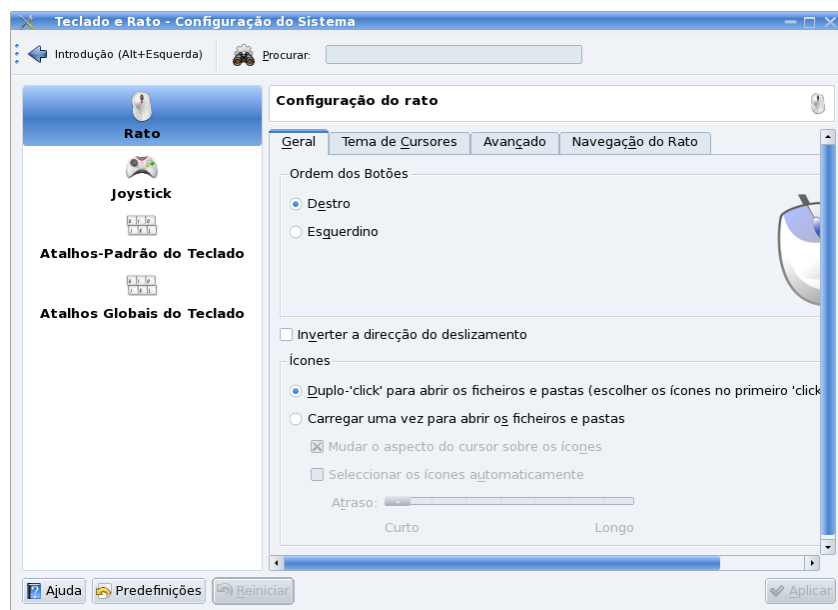 Teclado e Rato - Configuração do Sistema
Introdução (Alt+Esquerda)
Procurar:
Rato
Joystick
Atalhos-Padrão do Teclado
Atalhos Globais do Teclado
Configuração do rato
Geral
Tema de Cursores
Avançado
Navegação do Rato
Ordem dos Botões
Destro
Esquerdino
Inverter a direcção do deslizamento
Ícones
Duplo-'click' para abrir os ficheiros e pastas (escolher os ícones no primeiro 'click
Carregar uma vez para abrir os ficheiros e pastas
Mudar o aspecto do cursor sobre os ícones
Seleccionar os ícones automaticamente
Atraso:
Curto Longo
Ajuda
Predefinições
Reiniciar
Aplicar